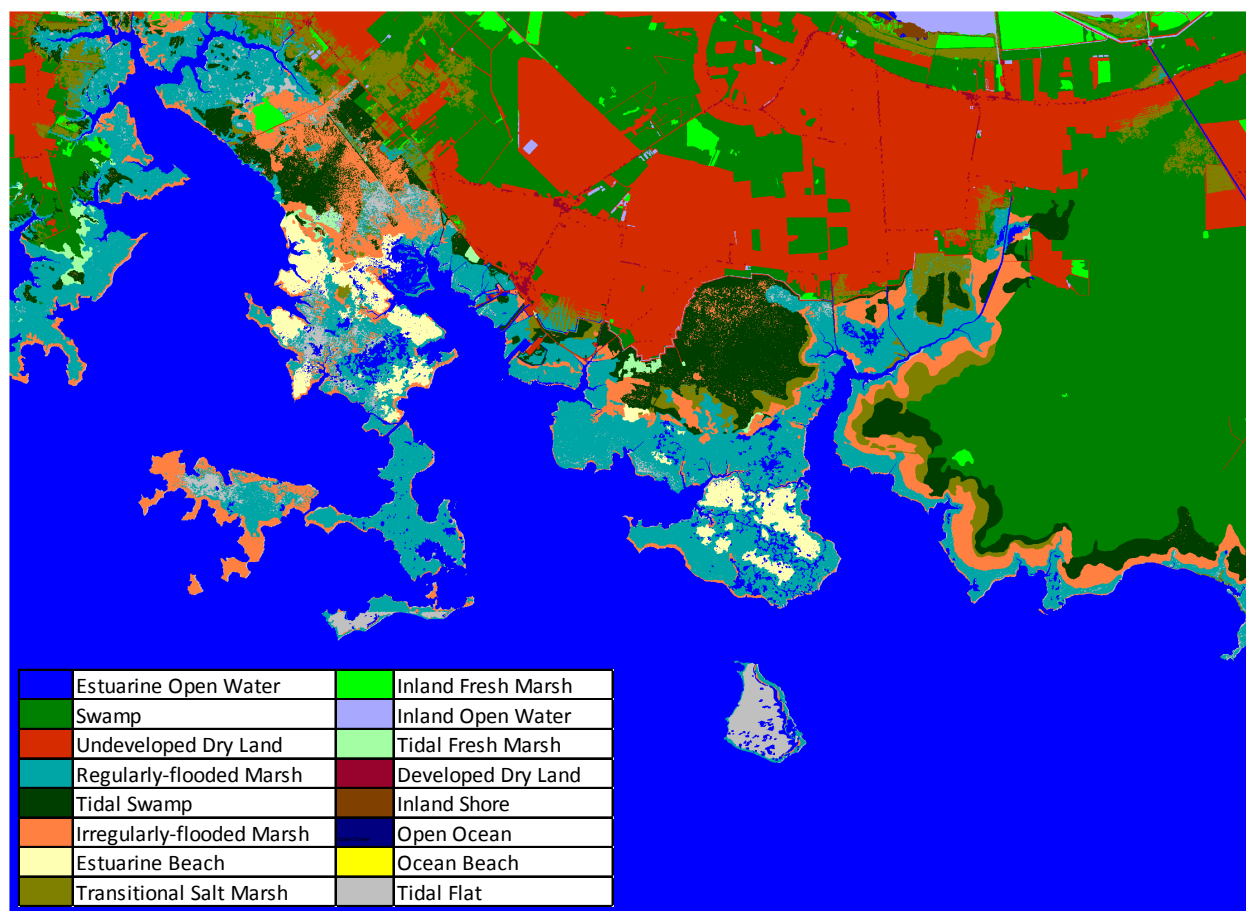 Estuarine Open Water Inland Fresh Marsh
Swamp Inland Open Water
Undeveloped Dry Land Tidal Fresh Marsh
Regularly-flooded Marsh Developed Dry Land
Tidal Swamp Inland Shore
Irregularly-flooded Marsh Open Ocean
Estuarine Beach Ocean Beach
Transitional Salt Marsh Tidal Flat